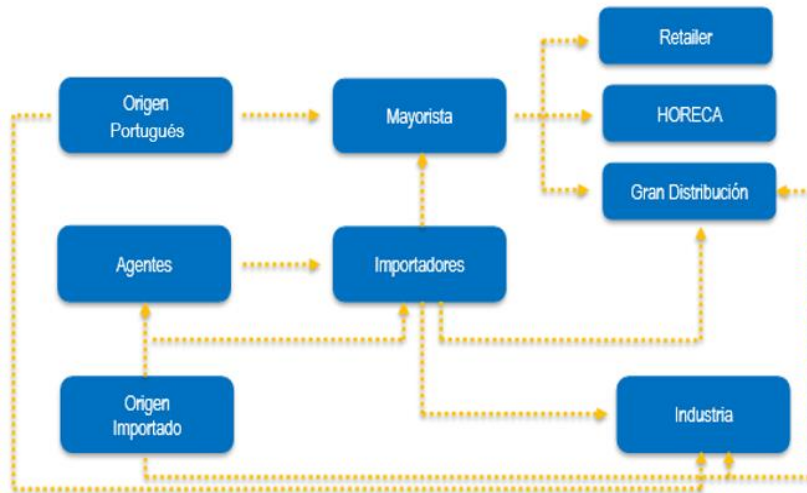 Retailer
Origen
Portugués
Mayorista
HORECA
Gran Distribución
Agentes
Importadores
Origen
Importado
Industria